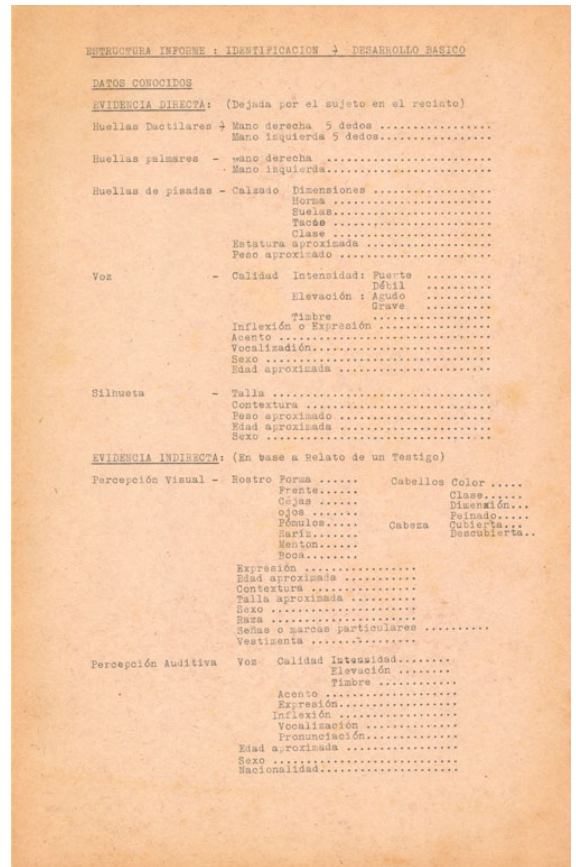 ESTRUCTURA INFORME : IDENTIFICACION + DESARROLLO BASICO
DATOS CONOCIDOS
EVIDENCIA DIRECTA: (Dejada por el sujeto en el recinto)
Huellas Dactilares + Mano derecha 5 dedos ..................
Mano izquierda 5 dedos.................
Huellas palmares - mano derecha .........................
Mano izquierda.........................
Huellas de pisadas - Calzado Dimensiones ..................
Horma ....................
Suelas....................
Tacos ....................
Clase ....................
Estatura aproximada ...................
Peso aproximado .......................
Voz - Calidad Intensidad: Fuerte ..........
Débil ..........
Elevación : Agudo ..........
Grave ..........
Timbre ..................
Inflexión o Expresión .................
Acento ................................
Vocalizadión...........................
Sexo ..................................
Edad aproximada .......................
Silhueta - Talla .................................
Contextura ............................
Peso aproximado .......................
Edad aproximada .......................
Sexo ..................................
EVIDENCIA INDIRECTA: (En base a Relato de un Testigo)
Percepción Visual - Rostro Forma ...... Cabellos Color .....
Frente...... Clase......
Cejas ...... Dimensión...
ojos ....... Peinado.....
Pómulos..... Cabeza Cubierta...
Nariz...... Descubierta..
Menton......
Boca.......
Expresión .................
Edad aproximada ...........
Contextura ................
Talla aproximada ..........
Sexo ......................
Raza ......................
Señas o marcas particulares ..........
Vestimenta ................
Percepción Auditiva Voz Calidad Intensidad........
Elevación ........
Timbre ............
Acento ....................
Expresión..................
Inflexión ..................
Vocalización ..............
Pronunciación..............
Edad aproximada ..................
Sexo .............................
Nacionalidad......................